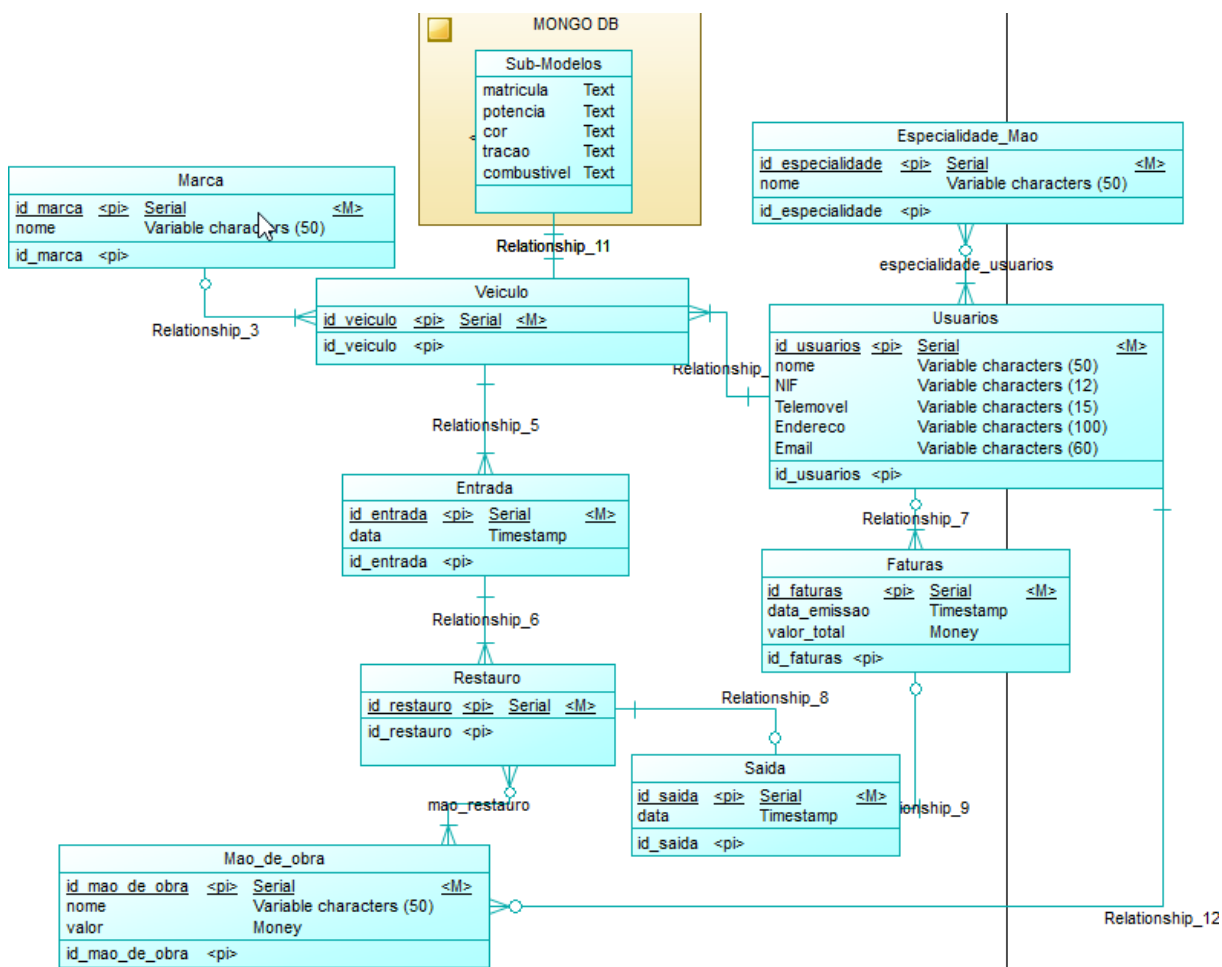 MONGO DB
Sub-Modelos
matricula Text
potencia Text
cor Text
tracao Text
combustivel Text
Relationship_11
Especialidade_Mao
id_especialidade <pi> Serial <M>
nome Variable characters (50)
id_especialidade <pi>
especialidade_usuarios
Marca
id_marca <pi> Serial <M>
nome Variable characters (50)
id_marca <pi>
Relationship_3
Veiculo
id_veiculo <pi> Serial <M>
id_veiculo <pi>
Relationship_
Usuarios
id_usuarios <pi> Serial <M>
nome Variable characters (50)
NIF Variable characters (12)
Telemovel Variable characters (15)
Endereco Variable characters (100)
Email Variable characters (60)
id_usuarios <pi>
Relationship_5
Entrada
id_entrada <pi> Serial <M>
data Timestamp
id_entrada <pi>
Relationship_7
Faturas
id_faturas <pi> Serial <M>
data_emissao Timestamp
valor_total Money
id_faturas <pi>
Relationship_6
Restauro
id_restauro <pi> Serial <M>
id_restauro <pi>
Relationship_8
Saida
id_saida <pi> Serial <M>
data Timestamp
id_saida <pi>
ionship_9
mao_restauro
Mao_de_obra
id_mao_de_obra <pi> Serial <M>
nome Variable characters (50)
valor Money
id_mao_de_obra <pi>
Relationship_12